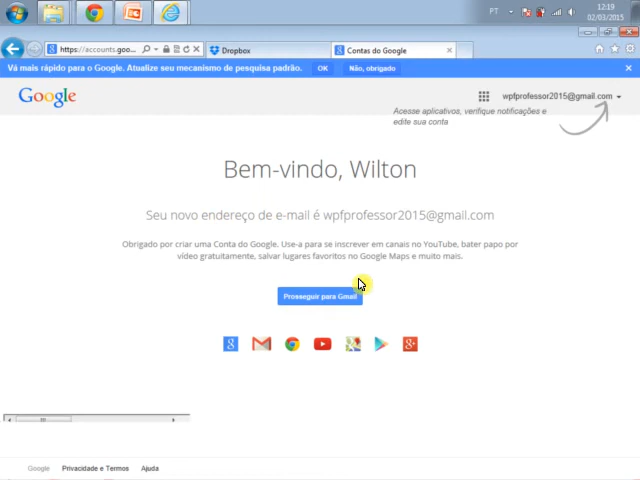 PT
12:19
02/03/2015
https://accounts.goo...
Dropbox
Contas do Google
Vá mais rápido para o Google. Atualize seu mecanismo de pesquisa padrão.
OK
Não, obrigado
Google
wpfprofessor2015@gmail.com
Acesse aplicativos, verifique notificações e
edite sua conta
Bem-vindo, Wilton
Seu novo endereço de e-mail é wpfprofessor2015@gmail.com
Obrigado por criar uma Conta do Google. Use-a para se inscrever em canais no YouTube, bater papo por
vídeo gratuitamente, salvar lugares favoritos no Google Maps e muito mais.
Prosseguir para Gmail
Google
Privacidade e Termos
Ajuda